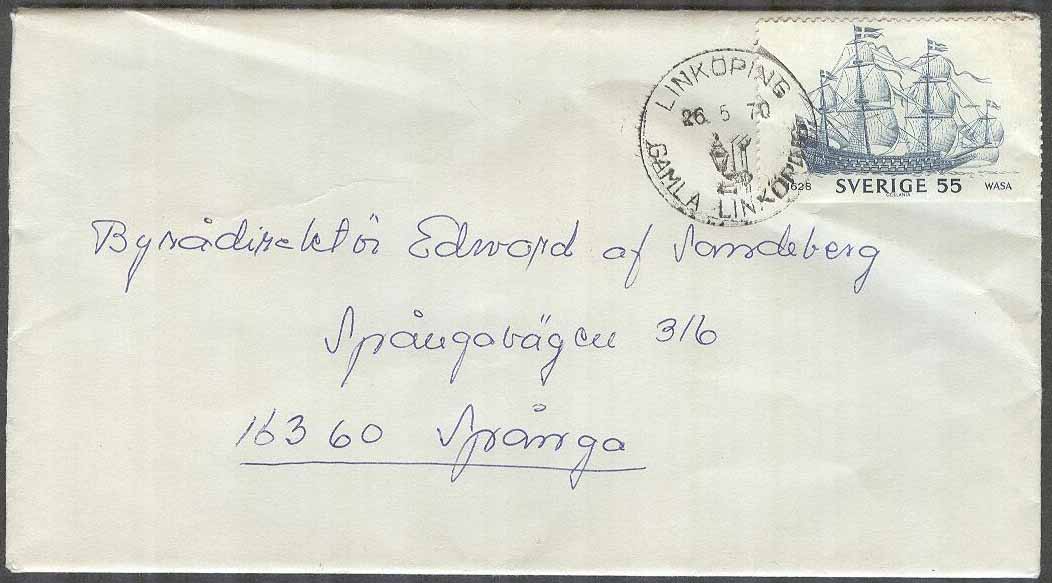 LINKÖPING
26. 5 70
GAMLA LINKÖPING
1628 SVERIGE 55 WASA
Byrådirektör Edward af Sandeberg
Spångavägen 316
163 60 Spånga